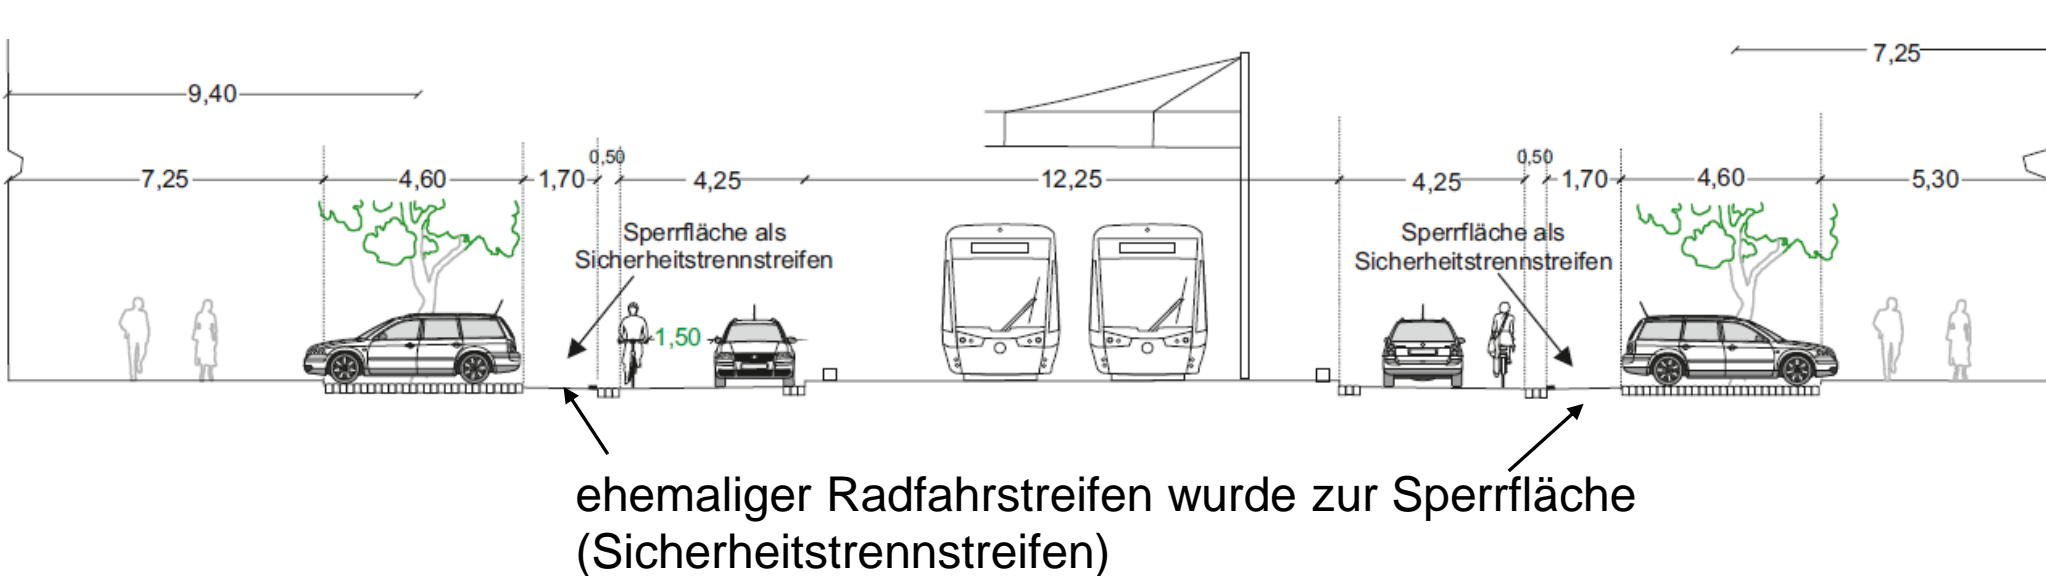 7,25
9,40
0,50
0,50
7,25
4,60
1,70
4,25
12,25
4,25
1,70
4,60
5,30
Sperrfläche als
Sicherheitstrennstreifen
Sperrfläche als
Sicherheitstrennstreifen
1,50
ehemaliger Radfahrstreifen wurde zur Sperrfläche
(Sicherheitstrennstreifen)